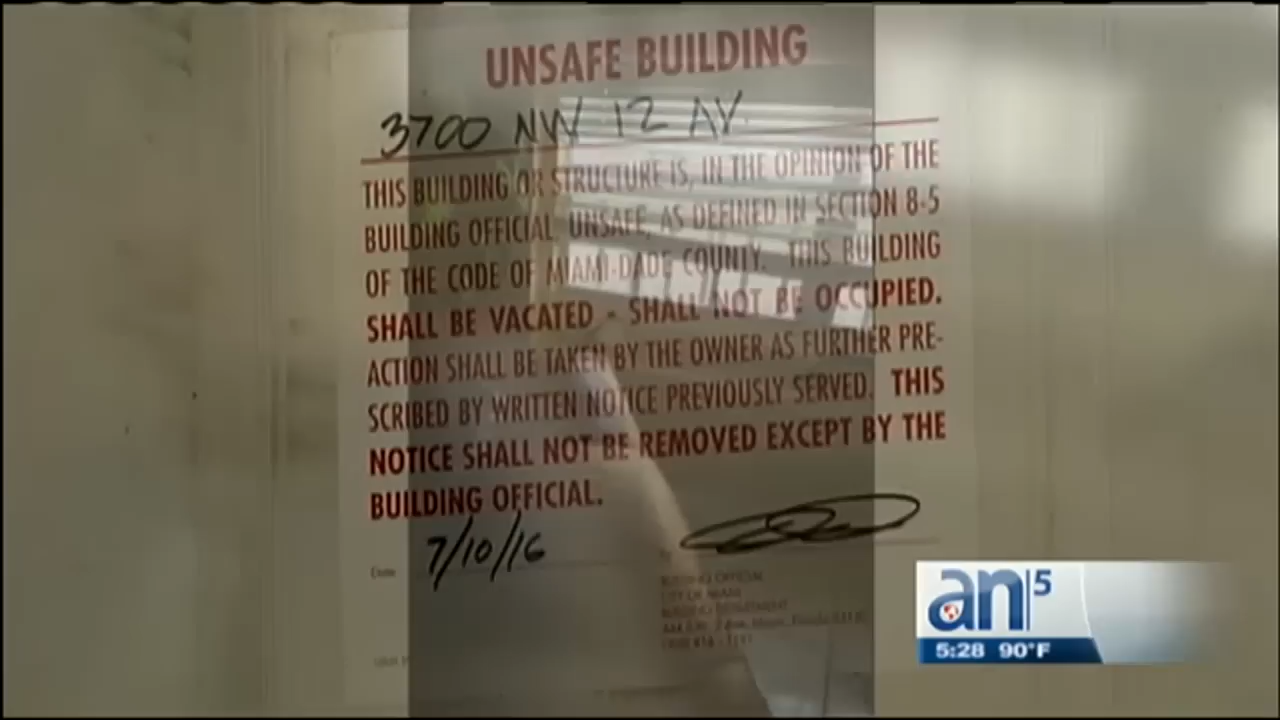 UNSAFE BUILDING
3700 NW 12 AV.
THIS BUILDING OR STRUCTURE IS, IN THE OPINION OF THE
BUILDING OFFICIAL, UNSAFE, AS DEFINED IN SECTION 8-5
OF THE CODE OF MIAMI-DADE COUNTY. THIS BUILDING
SHALL BE VACATED - SHALL NOT BE OCCUPIED.
ACTION SHALL BE TAKEN BY THE OWNER AS FURTHER PRE-
SCRIBED BY WRITTEN NOTICE PREVIOUSLY SERVED. THIS
NOTICE SHALL NOT BE REMOVED EXCEPT BY THE
BUILDING OFFICIAL.
Date 7/10/16
BUILDING OFFICIAL
CITY OF MIAMI
BUILDING DEPARTMENT
an 5
5:28 90°F